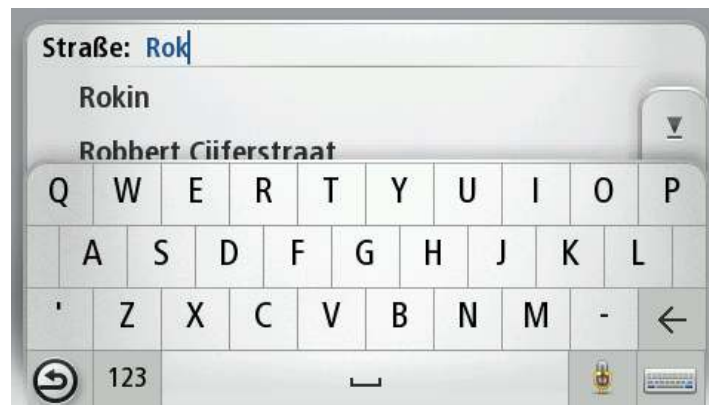 Straße: Rok
Rokin
Robbert Cijferstraat
Q W E R T Y U I O P
A S D F G H J K L
' Z X C V B N M - ←
123